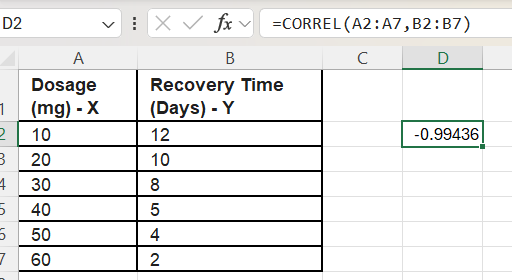 D2 fx =CORREL(A2:A7,B2:B7)
A B C D
Dosage Recovery Time
1 (mg) - X (Days) - Y
2 10 12 -0.99436
3 20 10
4 30 8
5 40 5
6 50 4
7 60 2